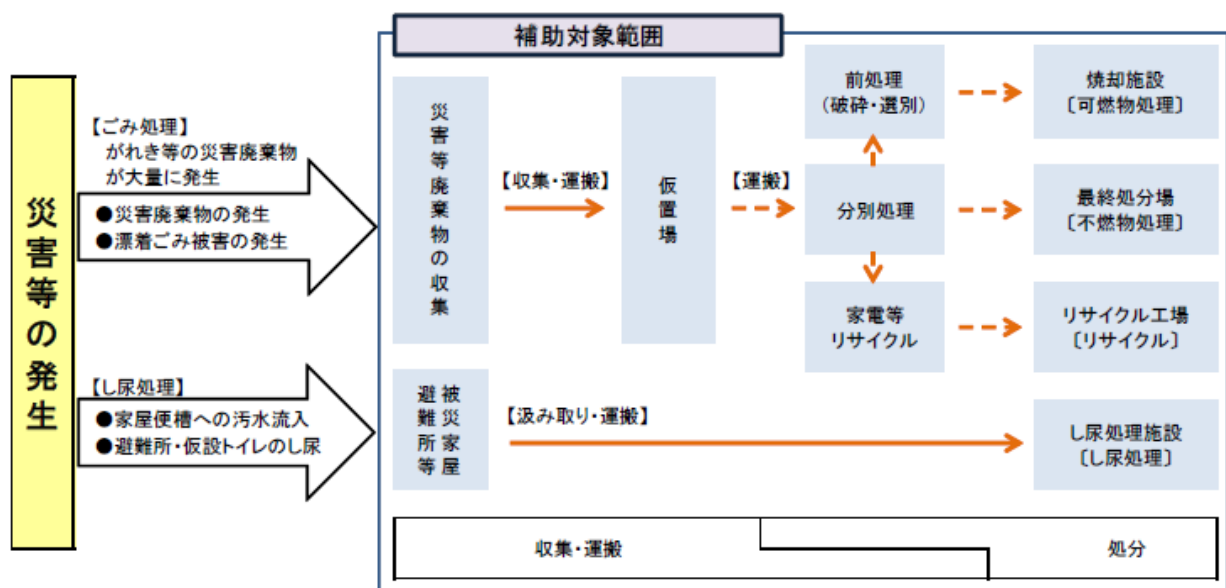 補助対象範囲
災害等の発生
【ごみ処理】
がれき等の災害廃棄物
が大量に発生
●災害廃棄物の発生
●漂着ごみ被害の発生
【し尿処理】
●家屋便槽への汚水流入
●避難所・仮設トイレのし尿
災害等廃棄物の収集
【収集・運搬】
仮置場
【運搬】
前処理
(破砕・選別)
分別処理
家電等
リサイクル
焼却施設
〔可燃物処理〕
最終処分場
〔不燃物処理〕
リサイクル工場
〔リサイクル〕
被災家屋
避難所等
【汲み取り・運搬】
し尿処理施設
〔し尿処理〕
収集・運搬
処分